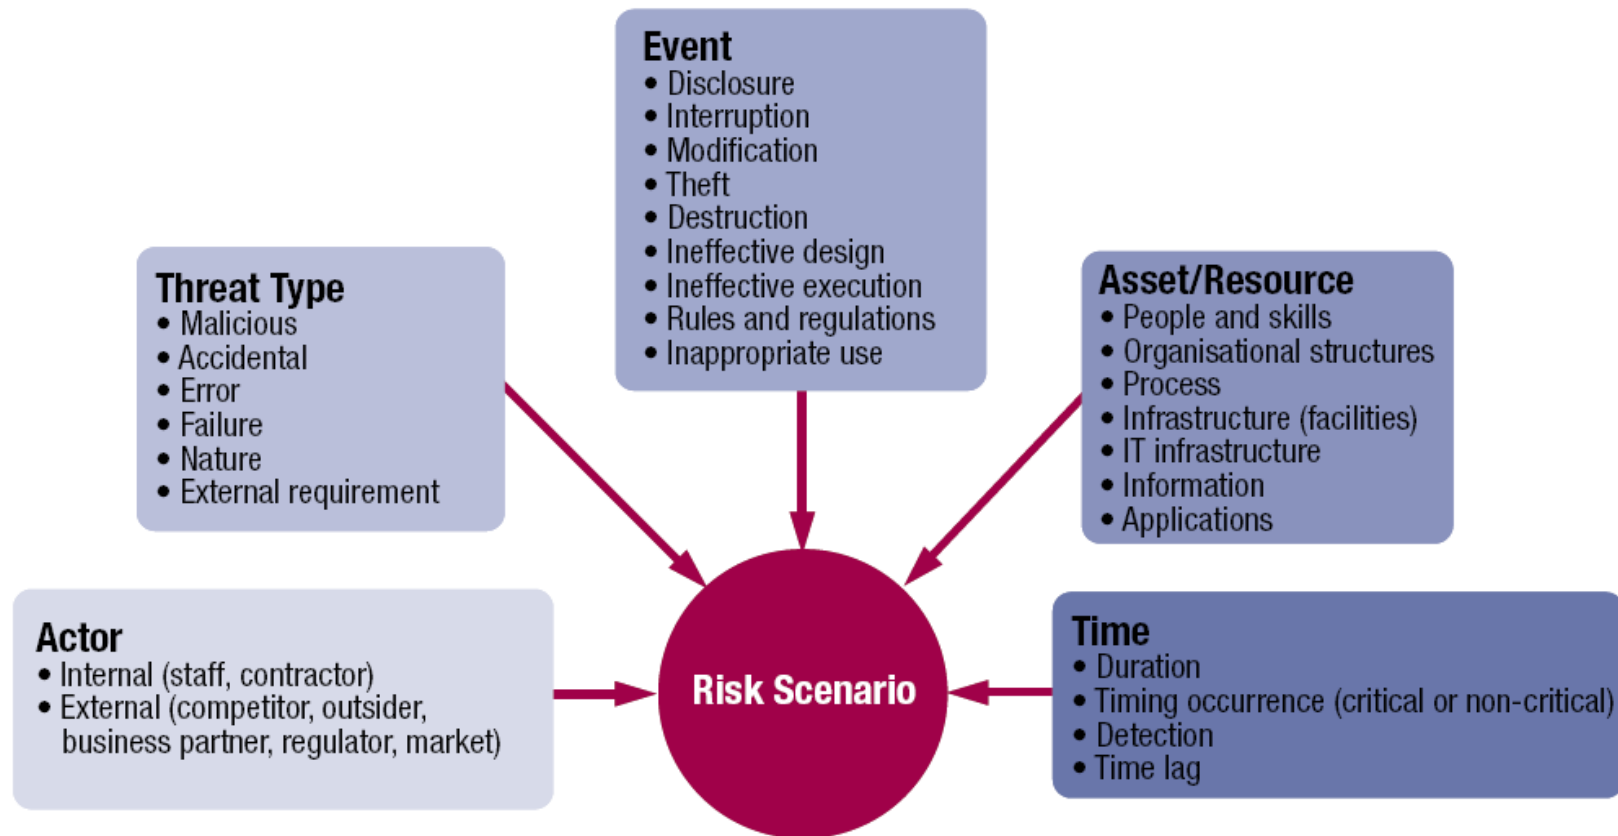 Event
• Disclosure
• Interruption
• Modification
• Theft
• Destruction
• Ineffective design
• Ineffective execution
• Rules and regulations
• Inappropriate use
Threat Type
• Malicious
• Accidental
• Error
• Failure
• Nature
• External requirement
Asset/Resource
• People and skills
• Organisational structures
• Process
• Infrastructure (facilities)
• IT infrastructure
• Information
• Applications
Actor
• Internal (staff, contractor)
• External (competitor, outsider,
business partner, regulator, market)
Risk Scenario
Time
• Duration
• Timing occurrence (critical or non-critical)
• Detection
• Time lag